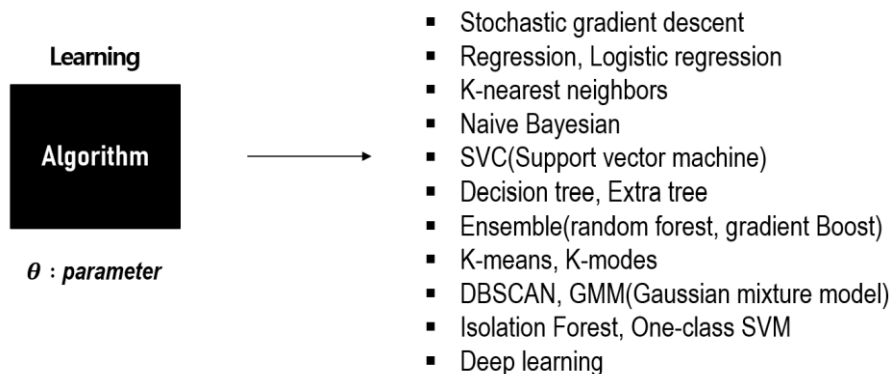 Learning
Algorithm
θ : parameter
▪ Stochastic gradient descent
▪ Regression, Logistic regression
▪ K-nearest neighbors
▪ Naive Bayesian
▪ SVC(Support vector machine)
▪ Decision tree, Extra tree
▪ Ensemble(random forest, gradient Boost)
▪ K-means, K-modes
▪ DBSCAN, GMM(Gaussian mixture model)
▪ Isolation Forest, One-class SVM
▪ Deep learning